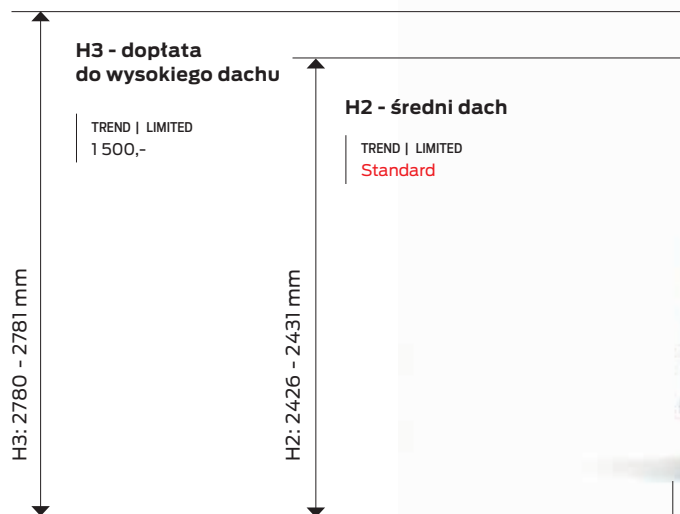 H3 - dopłata
do wysokiego dachu
TREND | LIMITED
1 500,-
H2 - średni dach
TREND | LIMITED
Standard
H3: 2780 - 2781 mm
H2: 2426 - 2431 mm